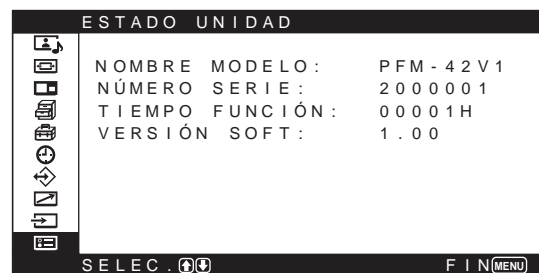 ESTADO UNIDAD
NOMBRE MODELO: PFM-42V1
NÚMERO SERIE: 2000001
TIEMPO FUNCIÓN: 00001H
VERSIÓN SOFT: 1.00
SELEC. FIN MENU